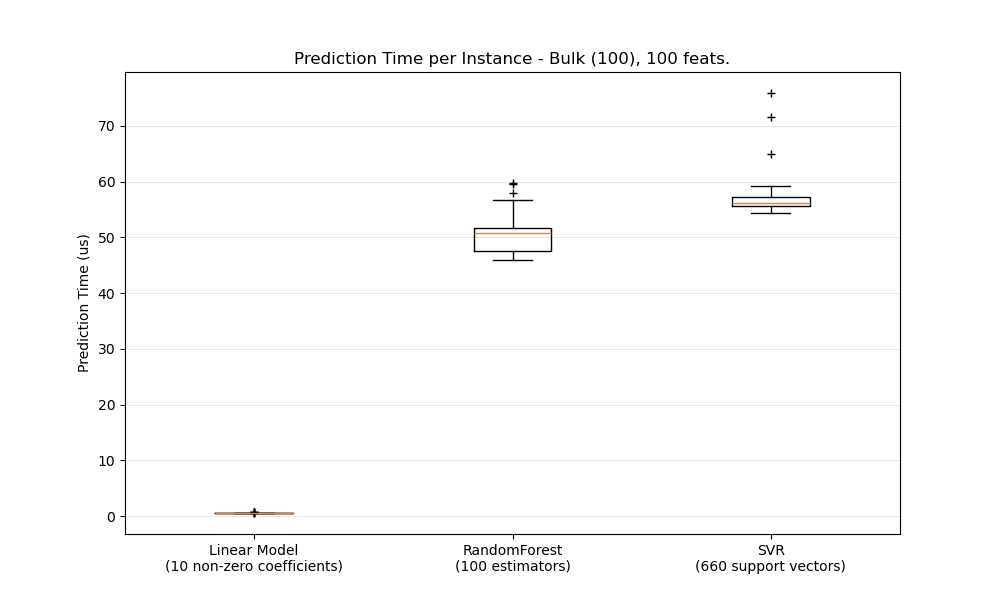 Prediction Time per Instance - Bulk (100), 100 feats.
Prediction Time (us)
70
60
50
40
30
20
10
0
Linear Model
(10 non-zero coefficients)
RandomForest
(100 estimators)
SVR
(660 support vectors)